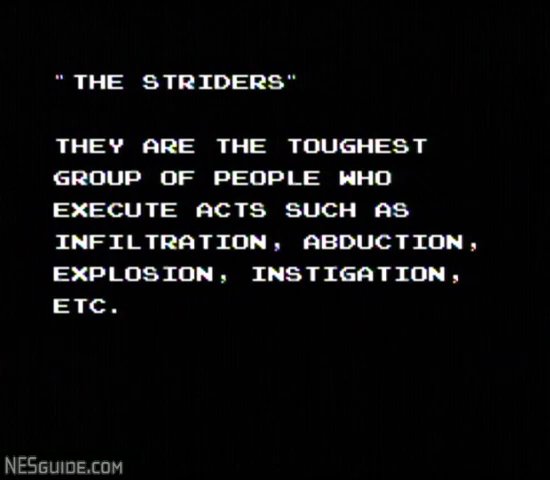 "THE STRIDERS"
THEY ARE THE TOUGHEST
GROUP OF PEOPLE WHO
EXECUTE ACTS SUCH AS
INFILTRATION, ABDUCTION,
EXPLOSION, INSTIGATION,
ETC.
NESGUIDE.COM